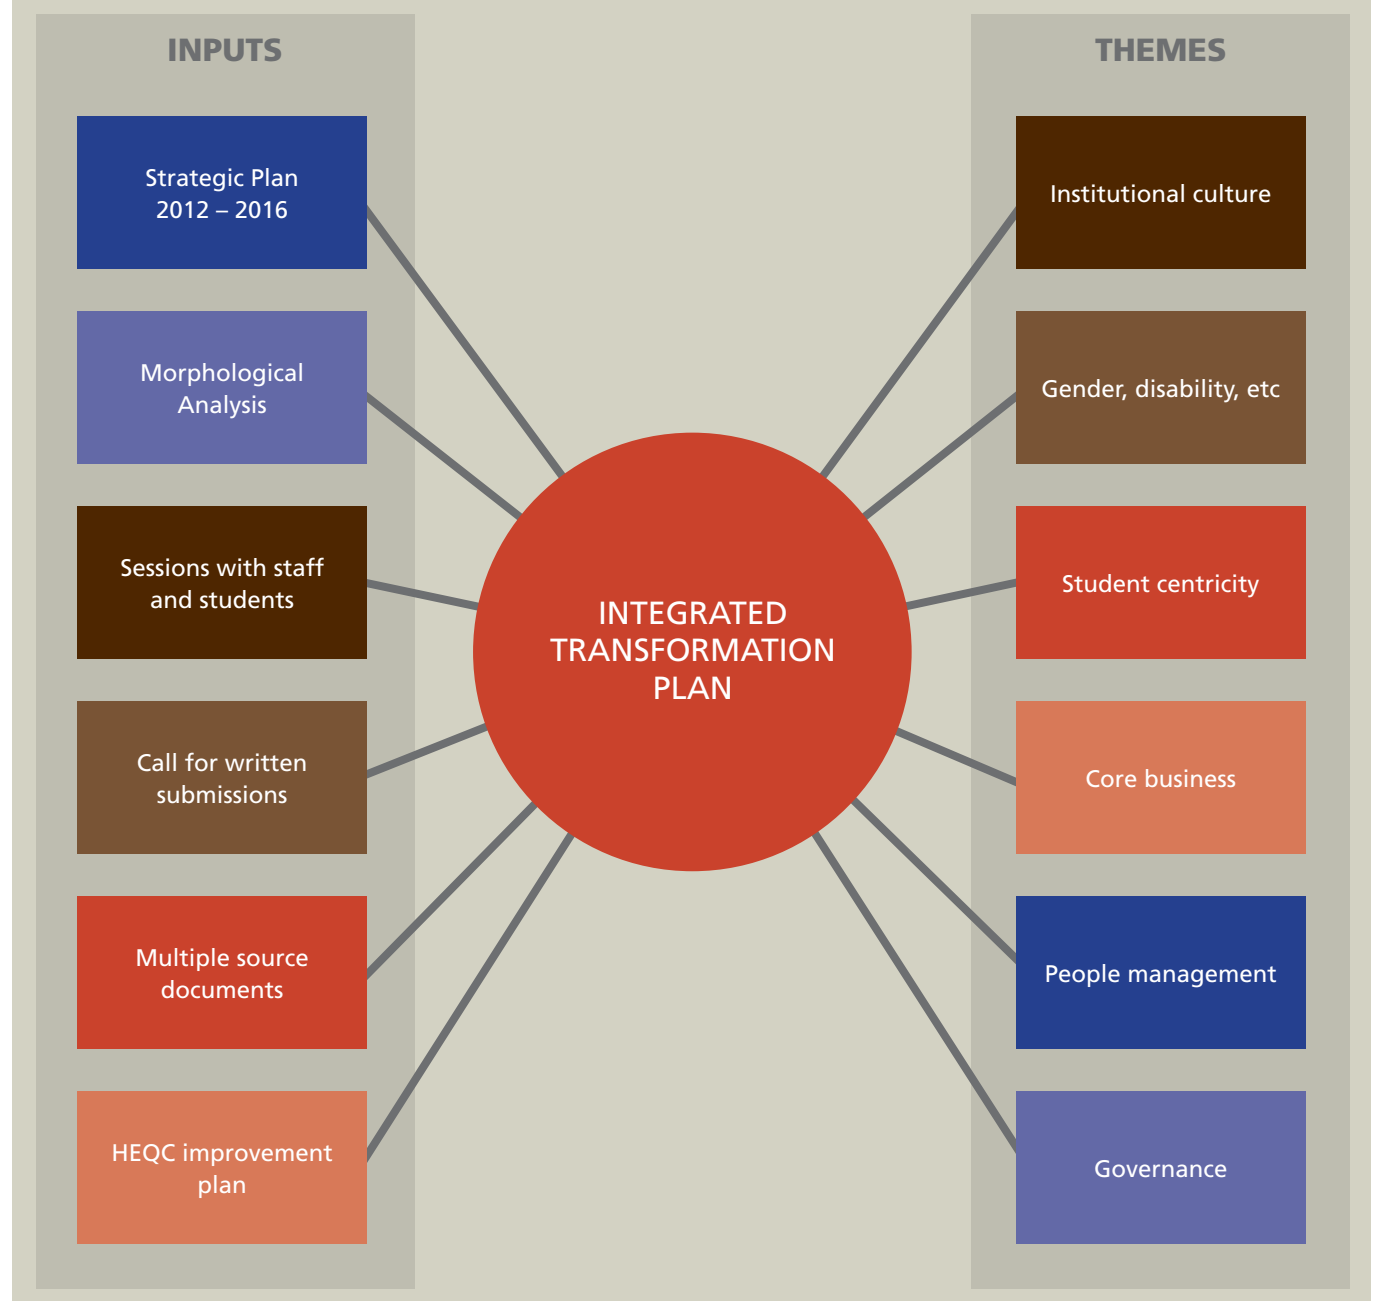 INPUTS
Strategic Plan
2012 – 2016
Morphological
Analysis
Sessions with staff
and students
Call for written
submissions
Multiple source
documents
HEQC improvement
plan
INTEGRATED
TRANSFORMATION
PLAN
THEMES
Institutional culture
Gender, disability, etc
Student centricity
Core business
People management
Governance